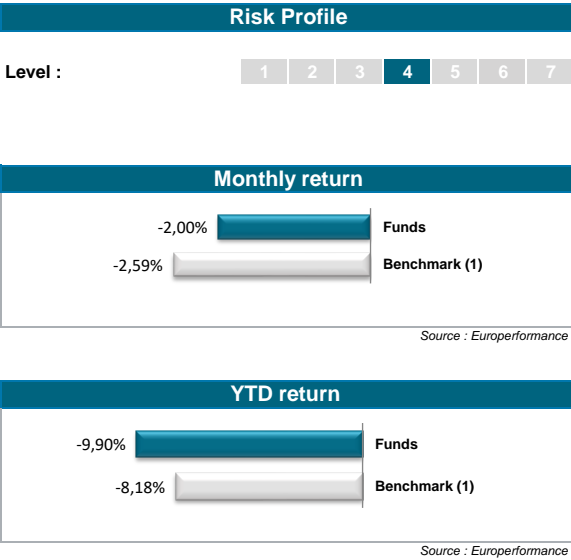 Risk Profile
Level : 1 2 3 4 5 6 7
Monthly return
-2,00% Funds
-2,59% Benchmark (1)
Source : Europerformance
YTD return
-9,90% Funds
-8,18% Benchmark (1)
Source : Europerformance